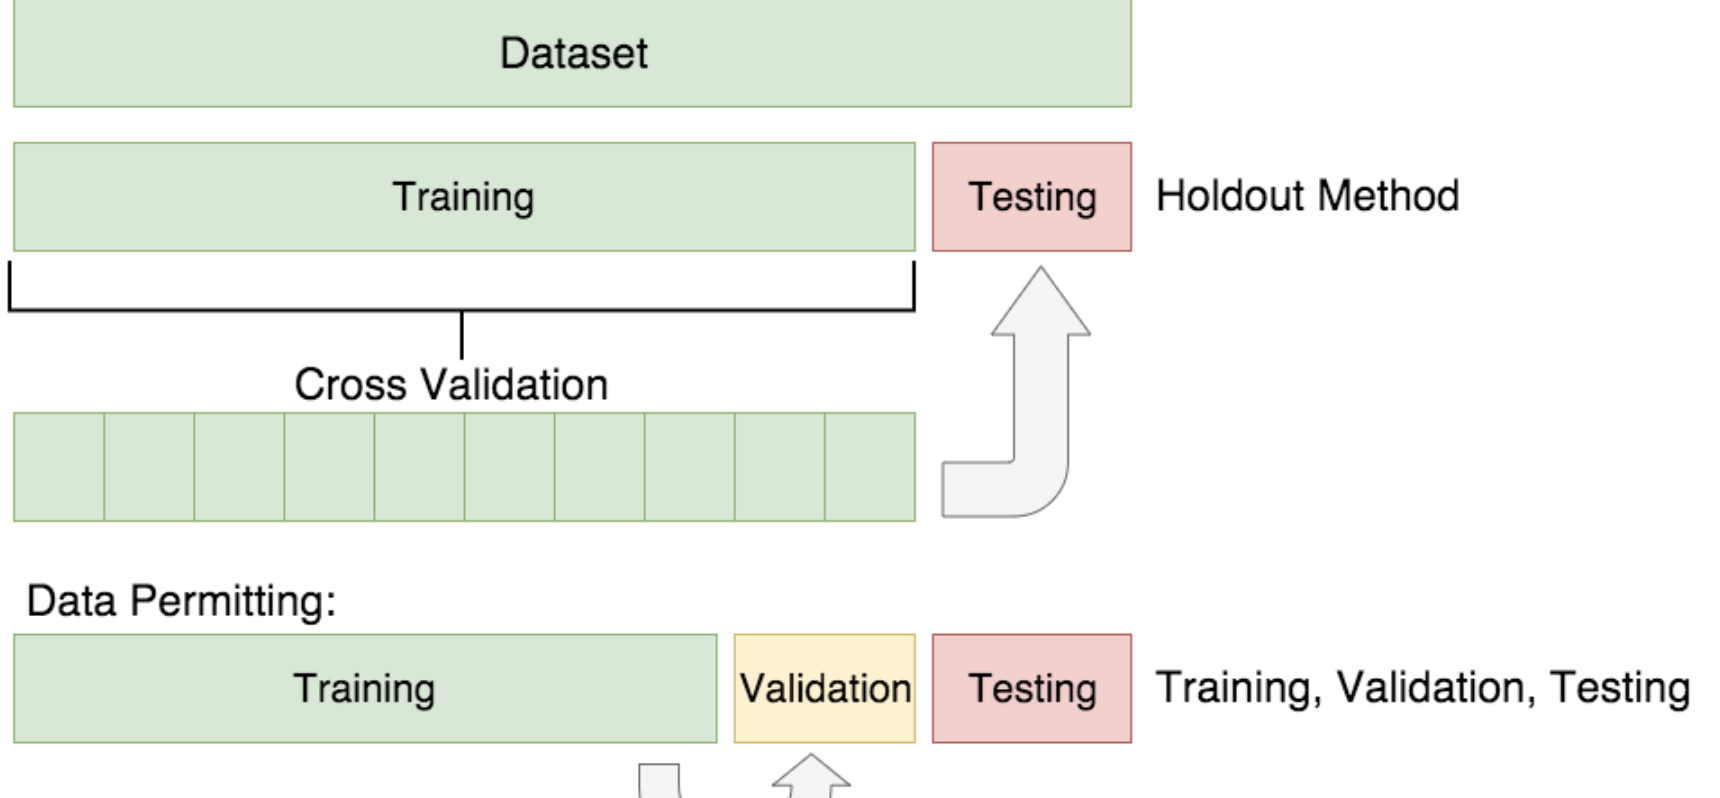 Dataset
Training
Testing
Holdout Method
Cross Validation
Data Permitting:
Training
Validation
Testing
Training, Validation, Testing